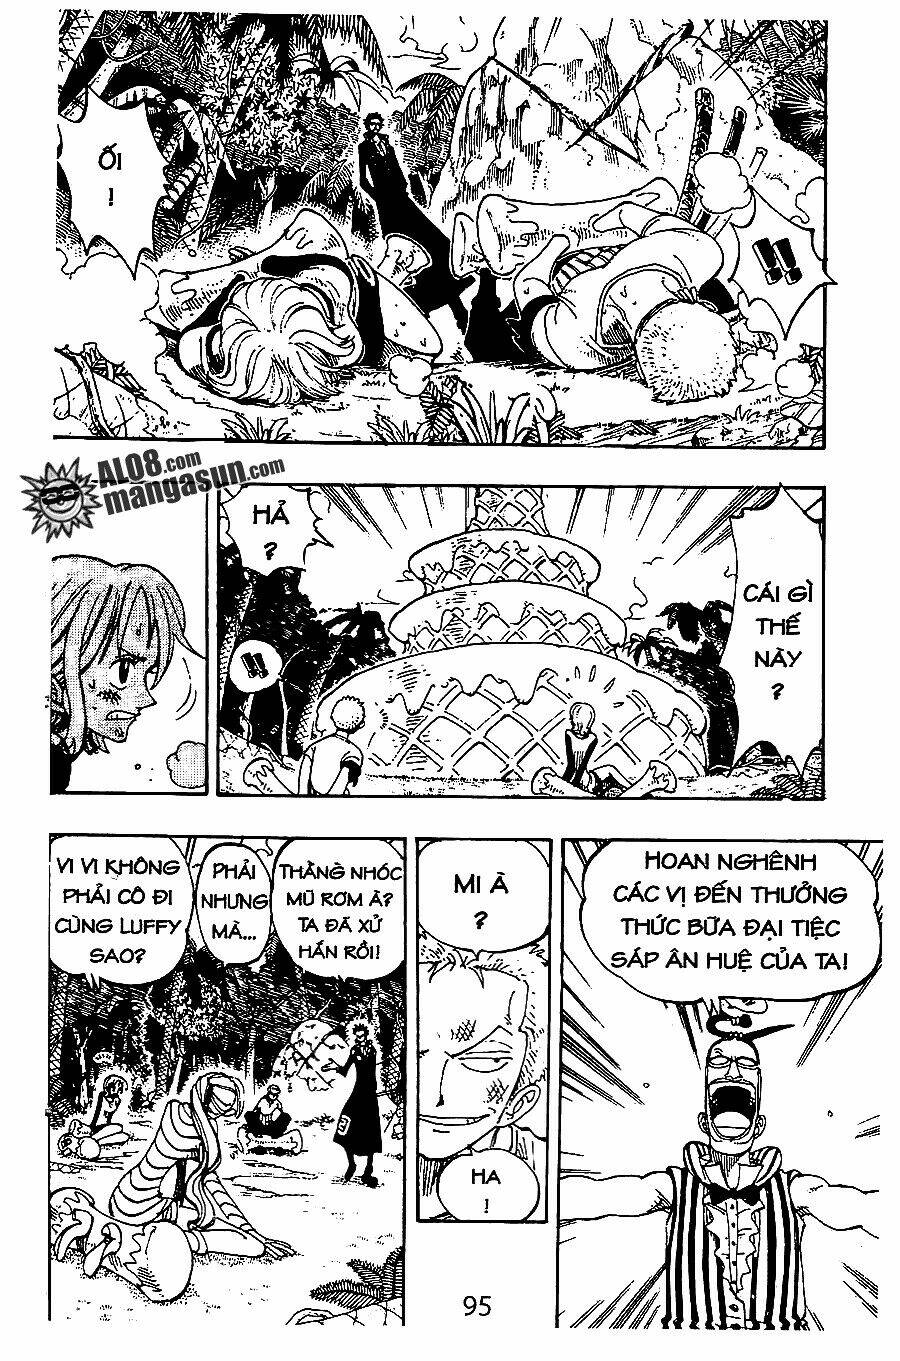 !!
ỐI
!
ALO8.com
mangasun.com
CÁI GÌ
THẾ
NÀY
?
HẢ
?
!!
HOAN NGHÊNH
CÁC VỊ ĐẾN THƯỞNG
THỨC BỮA ĐẠI TIỆC
SÁP ÂN HUỆ CỦA TA!
MI À
?
HA
!
THẰNG NHÓC
MŨ RƠM À?
TA ĐÃ XỬ
HẮN RỒI!
PHẢI
NHƯNG
MÀ...
VI VI KHÔNG
PHẢI CÔ ĐI
CÙNG LUFFY
SAO?
95